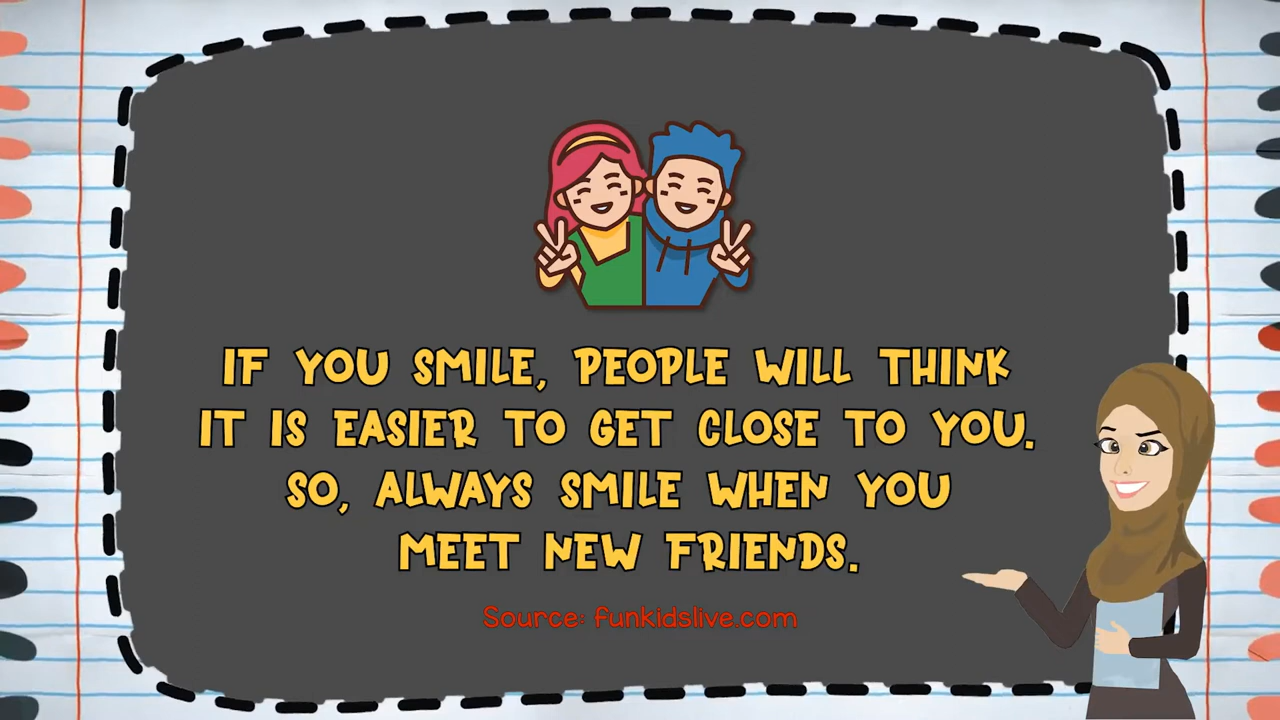 IF YOU SMILE, PEOPLE WILL THINK
IT IS EASIER TO GET CLOSE TO YOU.
SO, ALWAYS SMILE WHEN YOU
MEET NEW FRIENDS.
Source: funkidslive.com